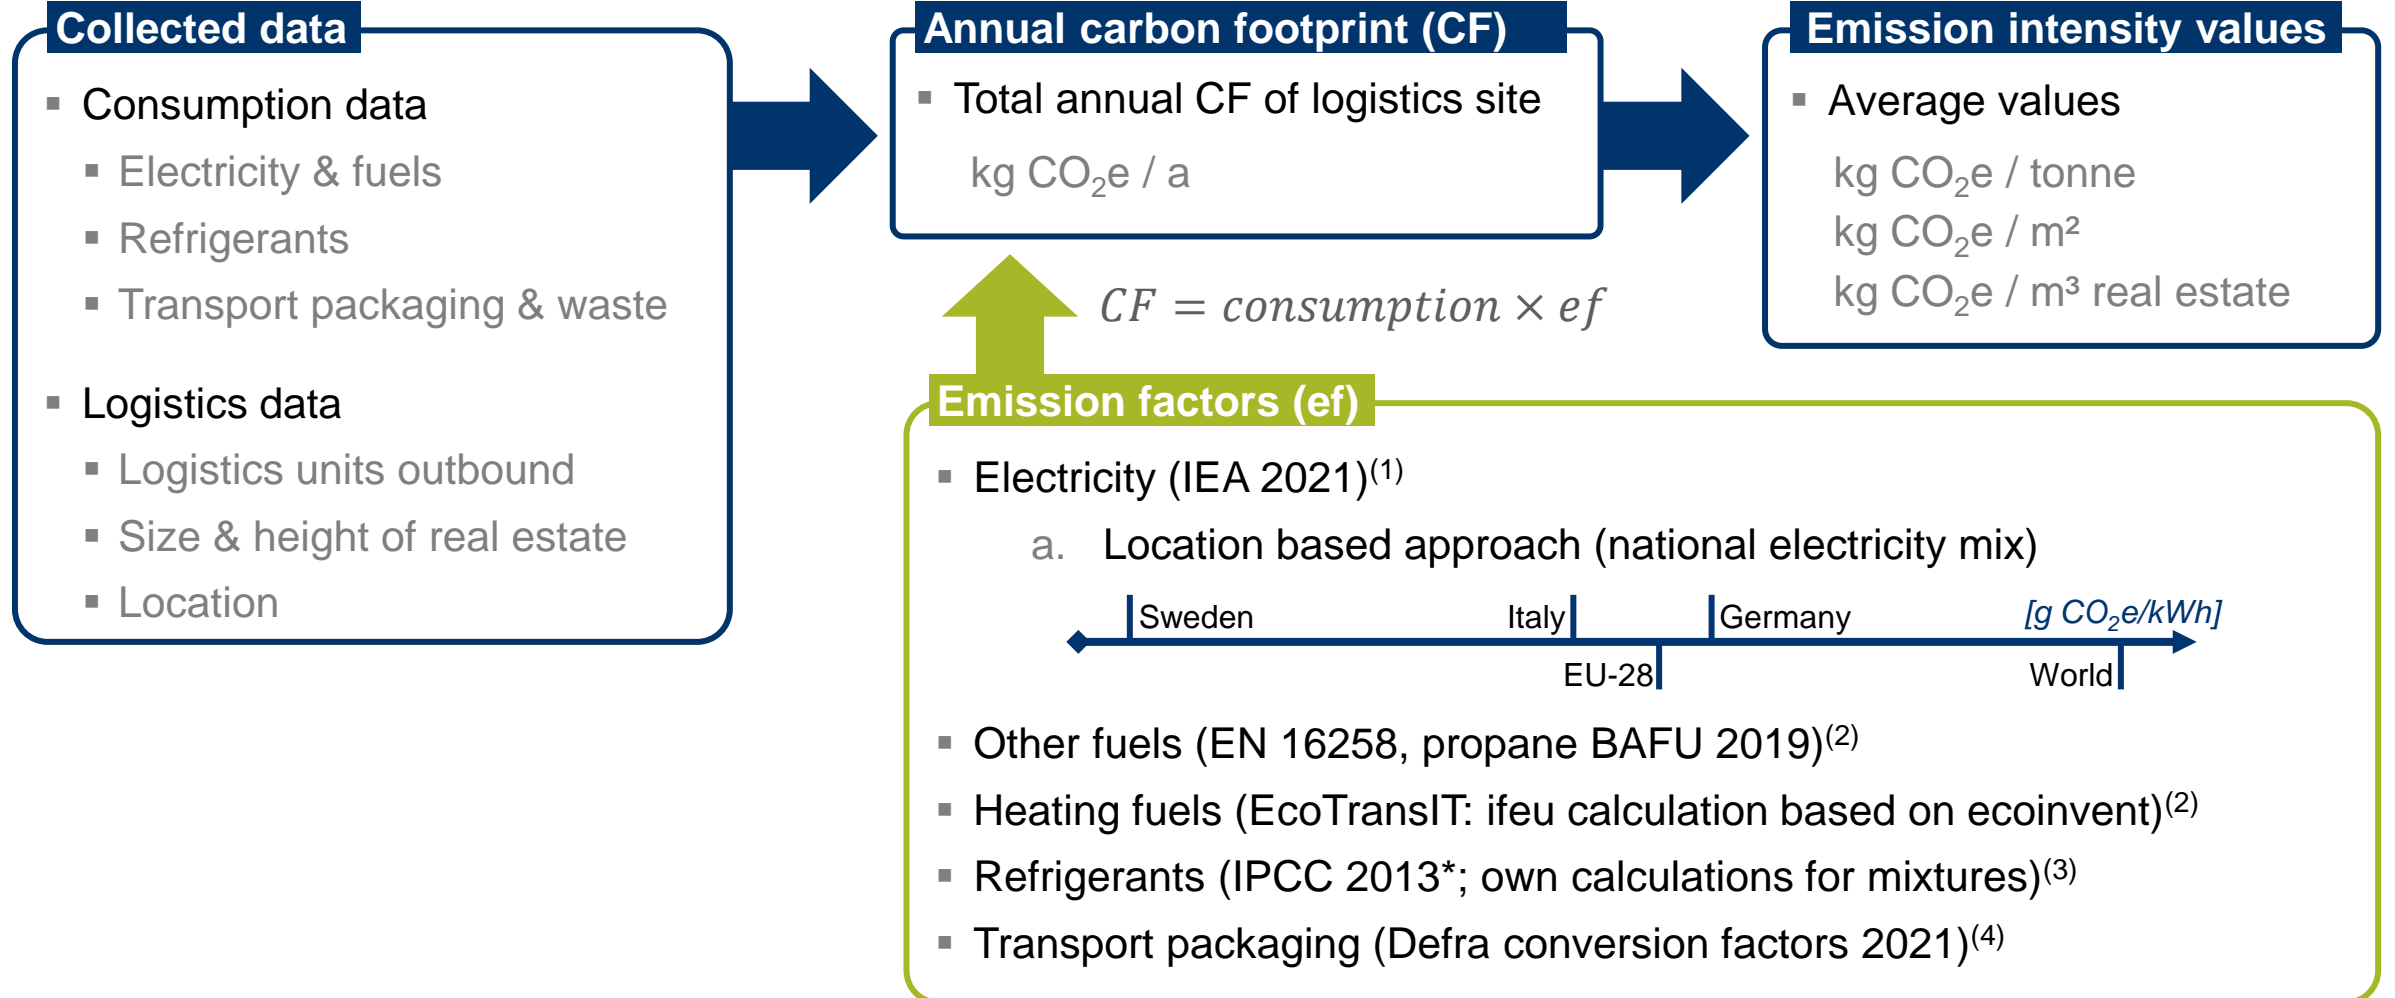 Collected data
▪ Consumption data
▪ Electricity & fuels
▪ Refrigerants
▪ Transport packaging & waste
▪ Logistics data
▪ Logistics units outbound
▪ Size & height of real estate
▪ Location
Annual carbon footprint (CF)
▪ Total annual CF of logistics site
kg CO₂e / a
Emission intensity values
▪ Average values
kg CO₂e / tonne
kg CO₂e / m²
kg CO₂e / m³ real estate
CF = consumption × ef
Emission factors (ef)
▪ Electricity (IEA 2021)⁽¹⁾
a. Location based approach (national electricity mix)
Sweden Italy Germany [g CO₂e/kWh]
EU-28 World
▪ Other fuels (EN 16258, propane BAFU 2019)⁽²⁾
▪ Heating fuels (EcoTransIT: ifeu calculation based on ecoinvent)⁽²⁾
▪ Refrigerants (IPCC 2013*; own calculations for mixtures)⁽³⁾
▪ Transport packaging (Defra conversion factors 2021)⁽⁴⁾